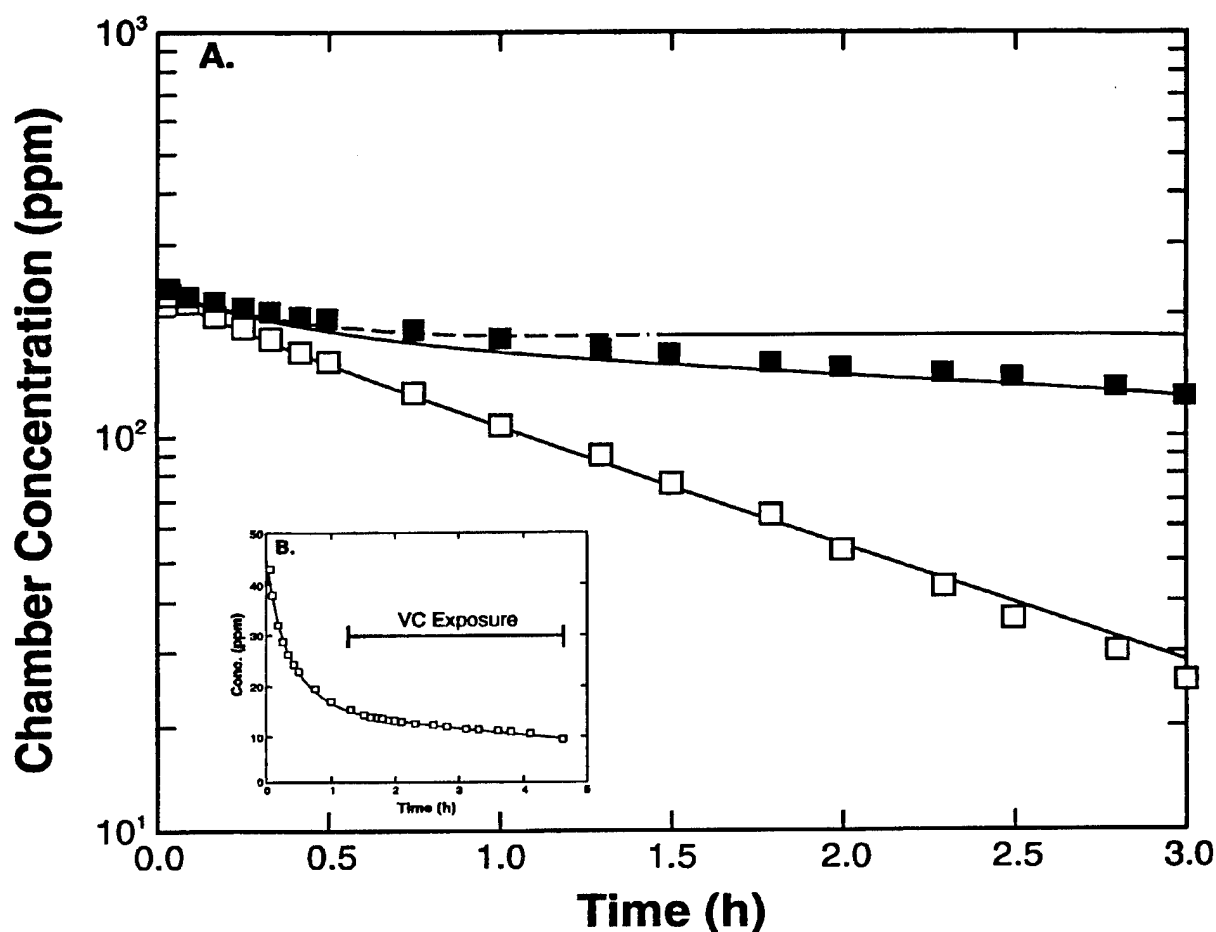 A.
Chamber Concentration (ppm)
10³
10²
10¹
0.0 0.5 1.0 1.5 2.0 2.5 3.0
Time (h)
B.
VC Exposure
Conc. (ppm)
50
40
30
20
10
0
0 1 2 3 4 5
Time (h)